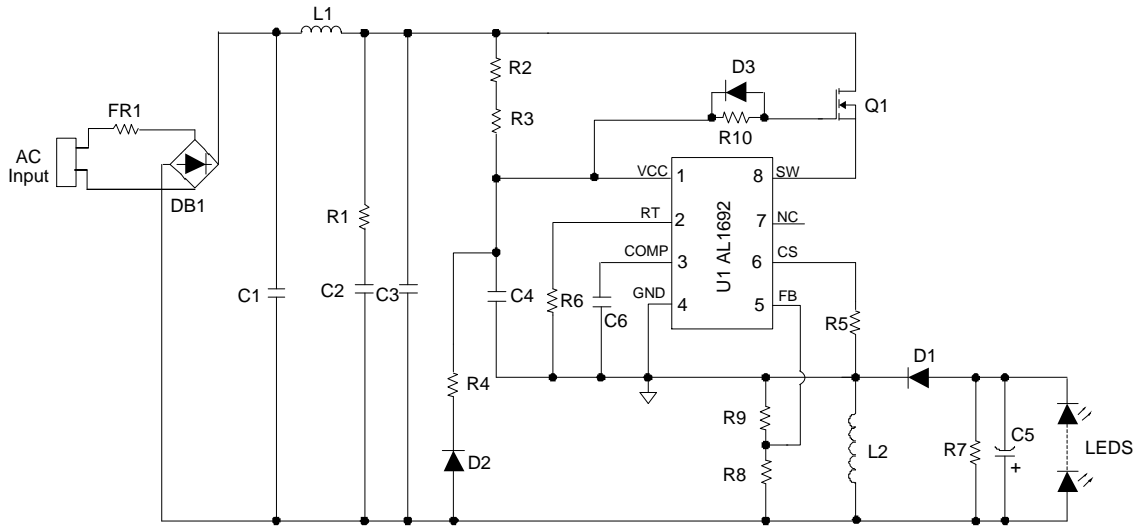 L1
R2
D3
FR1
Q1
R3
R10
AC
Input
VCC
1
8
SW
DB1
R1
RT
2
7
NC
U1 AL1692
COMP
3
6
CS
C1
C2
C3
C4
R6
GND
4
5
FB
C6
R5
D1
R4
R9
L2
R7
C5
LEDS
D2
R8
+